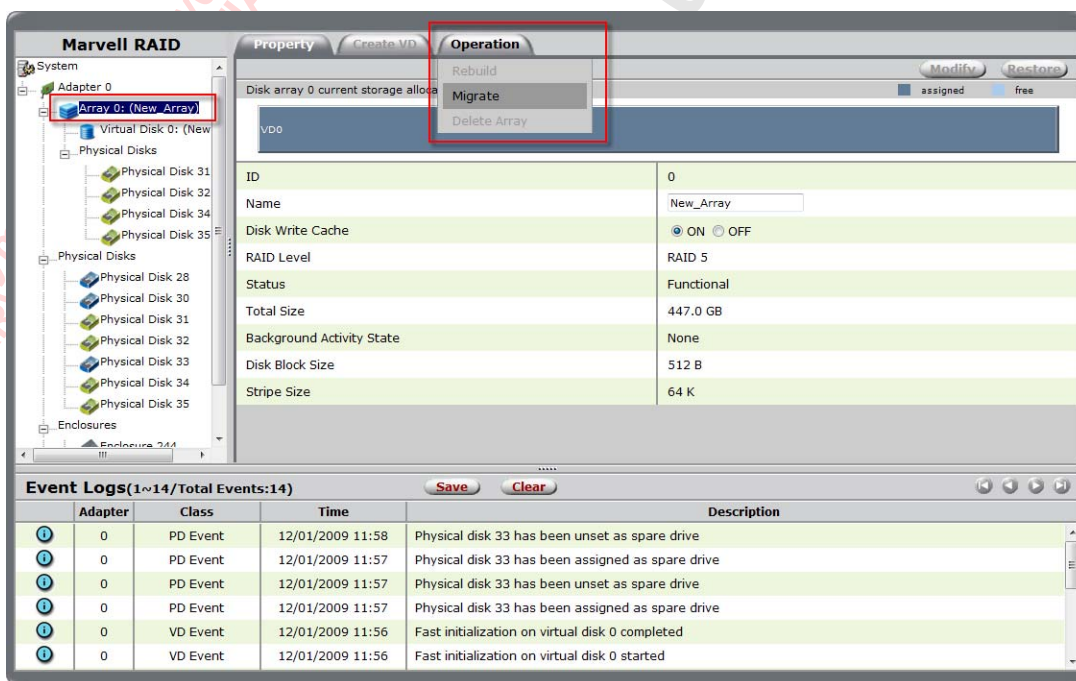 Marvell RAID
Property Create VD Operation
Rebuild
Migrate
Delete Array
Modify Restore
System
Adapter 0
Array 0: (New_Array)
Virtual Disk 0: (New
Physical Disks
Physical Disk 31
Physical Disk 32
Physical Disk 34
Physical Disk 35
Physical Disks
Physical Disk 28
Physical Disk 30
Physical Disk 31
Physical Disk 32
Physical Disk 33
Physical Disk 34
Physical Disk 35
Enclosures
Enclosure 244
Disk array 0 current storage alloca
assigned free
VD0
ID 0
Name New_Array
Disk Write Cache ON OFF
RAID Level RAID 5
Status Functional
Total Size 447.0 GB
Background Activity State None
Disk Block Size 512 B
Stripe Size 64 K
Event Logs(1~14/Total Events:14) Save Clear
Adapter Class Time Description
0 PD Event 12/01/2009 11:58 Physical disk 33 has been unset as spare drive
0 PD Event 12/01/2009 11:57 Physical disk 33 has been assigned as spare drive
0 PD Event 12/01/2009 11:57 Physical disk 33 has been unset as spare drive
0 PD Event 12/01/2009 11:57 Physical disk 33 has been assigned as spare drive
0 VD Event 12/01/2009 11:56 Fast initialization on virtual disk 0 completed
0 VD Event 12/01/2009 11:56 Fast initialization on virtual disk 0 started